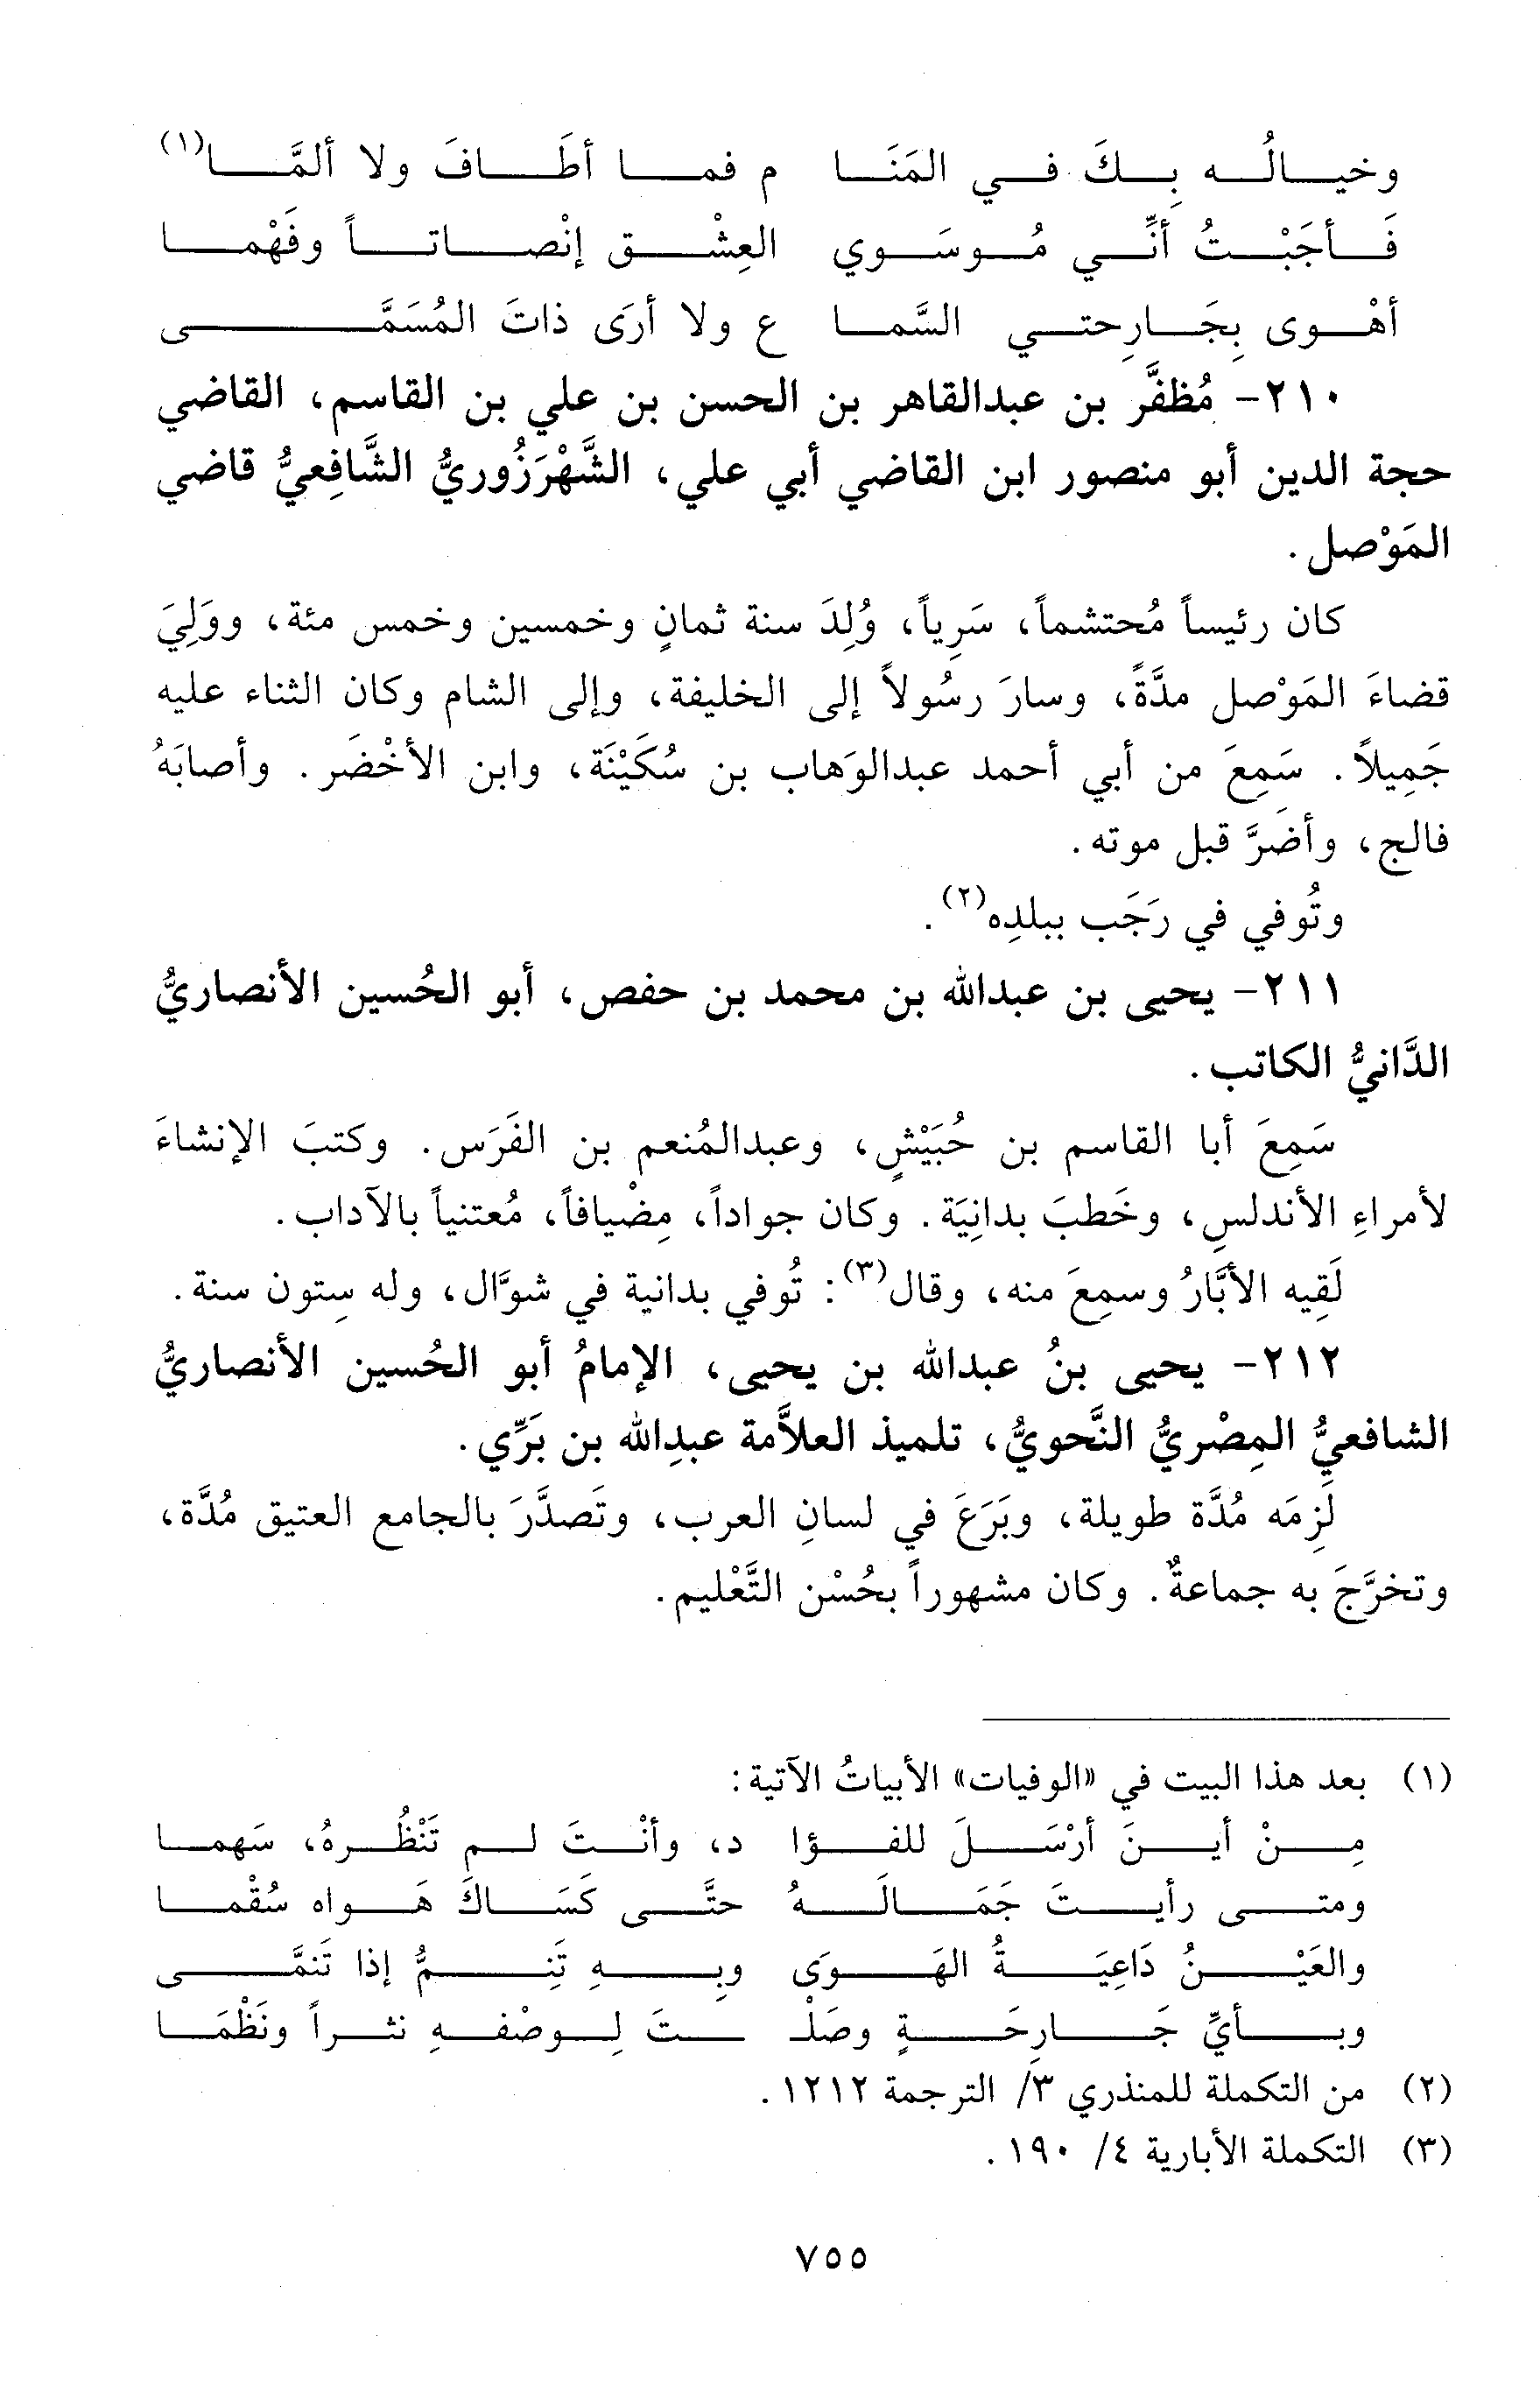 وخيالُه بِكَ في المَنَا م فما أطَافَ ولا ألمَّا(١)
فَأجَبْتُ أنِّي مُوسَوي العِشْق إنْصاتاً وفَهْما
أهْوى بِجَارِحتي السَّما ع ولا أرَى ذاتَ المُسَمَّى
٢١٠- مُظفَّر بن عبدالقاهر بن الحسن بن علي بن القاسم، القاضي
حجة الدين أبو منصور ابن القاضي أبي علي، الشَّهْرَزُوريُّ الشَّافِعيُّ قاضي
المَوْصل.
كان رئيساً مُحتشماً، سَرِياً، وُلِدَ سنة ثمانٍ وخمسين وخمس مئة، ووَلِيَ
قضاءَ المَوْصل مدَّةً، وسارَ رسُولاً إلى الخليفة، وإلى الشام وكان الثناء عليه
جَمِيلاً. سَمِعَ من أبي أحمد عبدالوَهاب بن سُكَيْنَة، وابن الأخْضَر. وأصابَهُ
فالج، وأضَرَّ قبل موته.
وتُوفي في رَجَب ببلدِه(٢).
٢١١- يحيى بن عبدالله بن محمد بن حفص، أبو الحُسين الأنصاريُّ
الدَّانيُّ الكاتب.
سَمِعَ أبا القاسم بن حُبَيْشٍ، وعبدالمُنعم بن الفَرَس. وكتبَ الإنشاءَ
لأمراءِ الأندلسِ، وخَطبَ بدانِيَة. وكان جواداً، مِضْيافاً، مُعتنياً بالآداب.
لَقِيه الأبَّارُ وسمِعَ منه، وقال(٣): تُوفي بدانية في شوَّال، وله سِتون سنة.
٢١٢- يحيى بنُ عبدالله بن يحيى، الإمامُ أبو الحُسين الأنصاريُّ
الشافعيُّ المِصْريُّ النَّحويُّ، تلميذ العلاَّمة عبدِالله بن بَرِّي.
لَزِمَه مُدَّة طويلة، وبَرَعَ في لسانِ العرب، وتَصدَّرَ بالجامع العتيق مُدَّة،
وتخرَّجَ به جماعةٌ. وكان مشهوراً بحُسْن التَّعْليم.
(١) بعد هذا البيت في «الوفيات» الأبياتُ الآتية:
مِنْ أينَ أرْسَلَ للفؤا د، وأنْتَ لم تَنْظُرهُ، سَهما
ومتى رأيتَ جَمَالَهُ حتَّى كَسَاكَ هَواه سُقْما
والعَيْنُ دَاعِيَةُ الهَوَى وبِهِ تَنِمُّ إذا تَنمَّى
وبأيِّ جَارِحَةٍ وصَلْـ ـتَ لِوصْفهِ نثراً ونَظْمَا
(٢) من التكملة للمنذري ٣/ الترجمة ١٢١٢.
(٣) التكملة الأبارية ٤/ ١٩٠.
٧٥٥